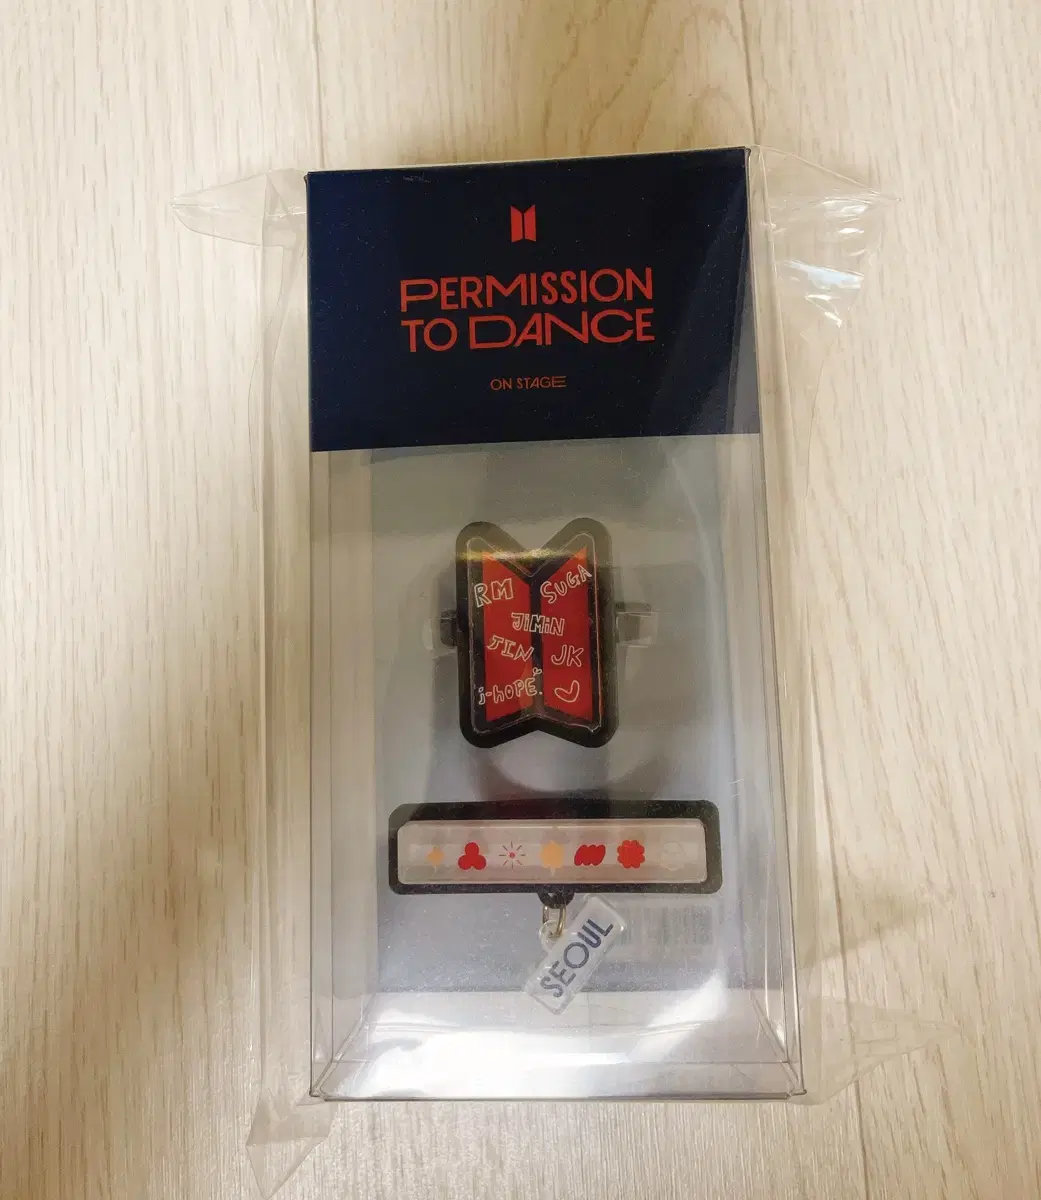 PERMISSION
TO DANCE
ON STAGE
RM SUGA
JiMiN
JIN JK
j-hOPE
SEOUL